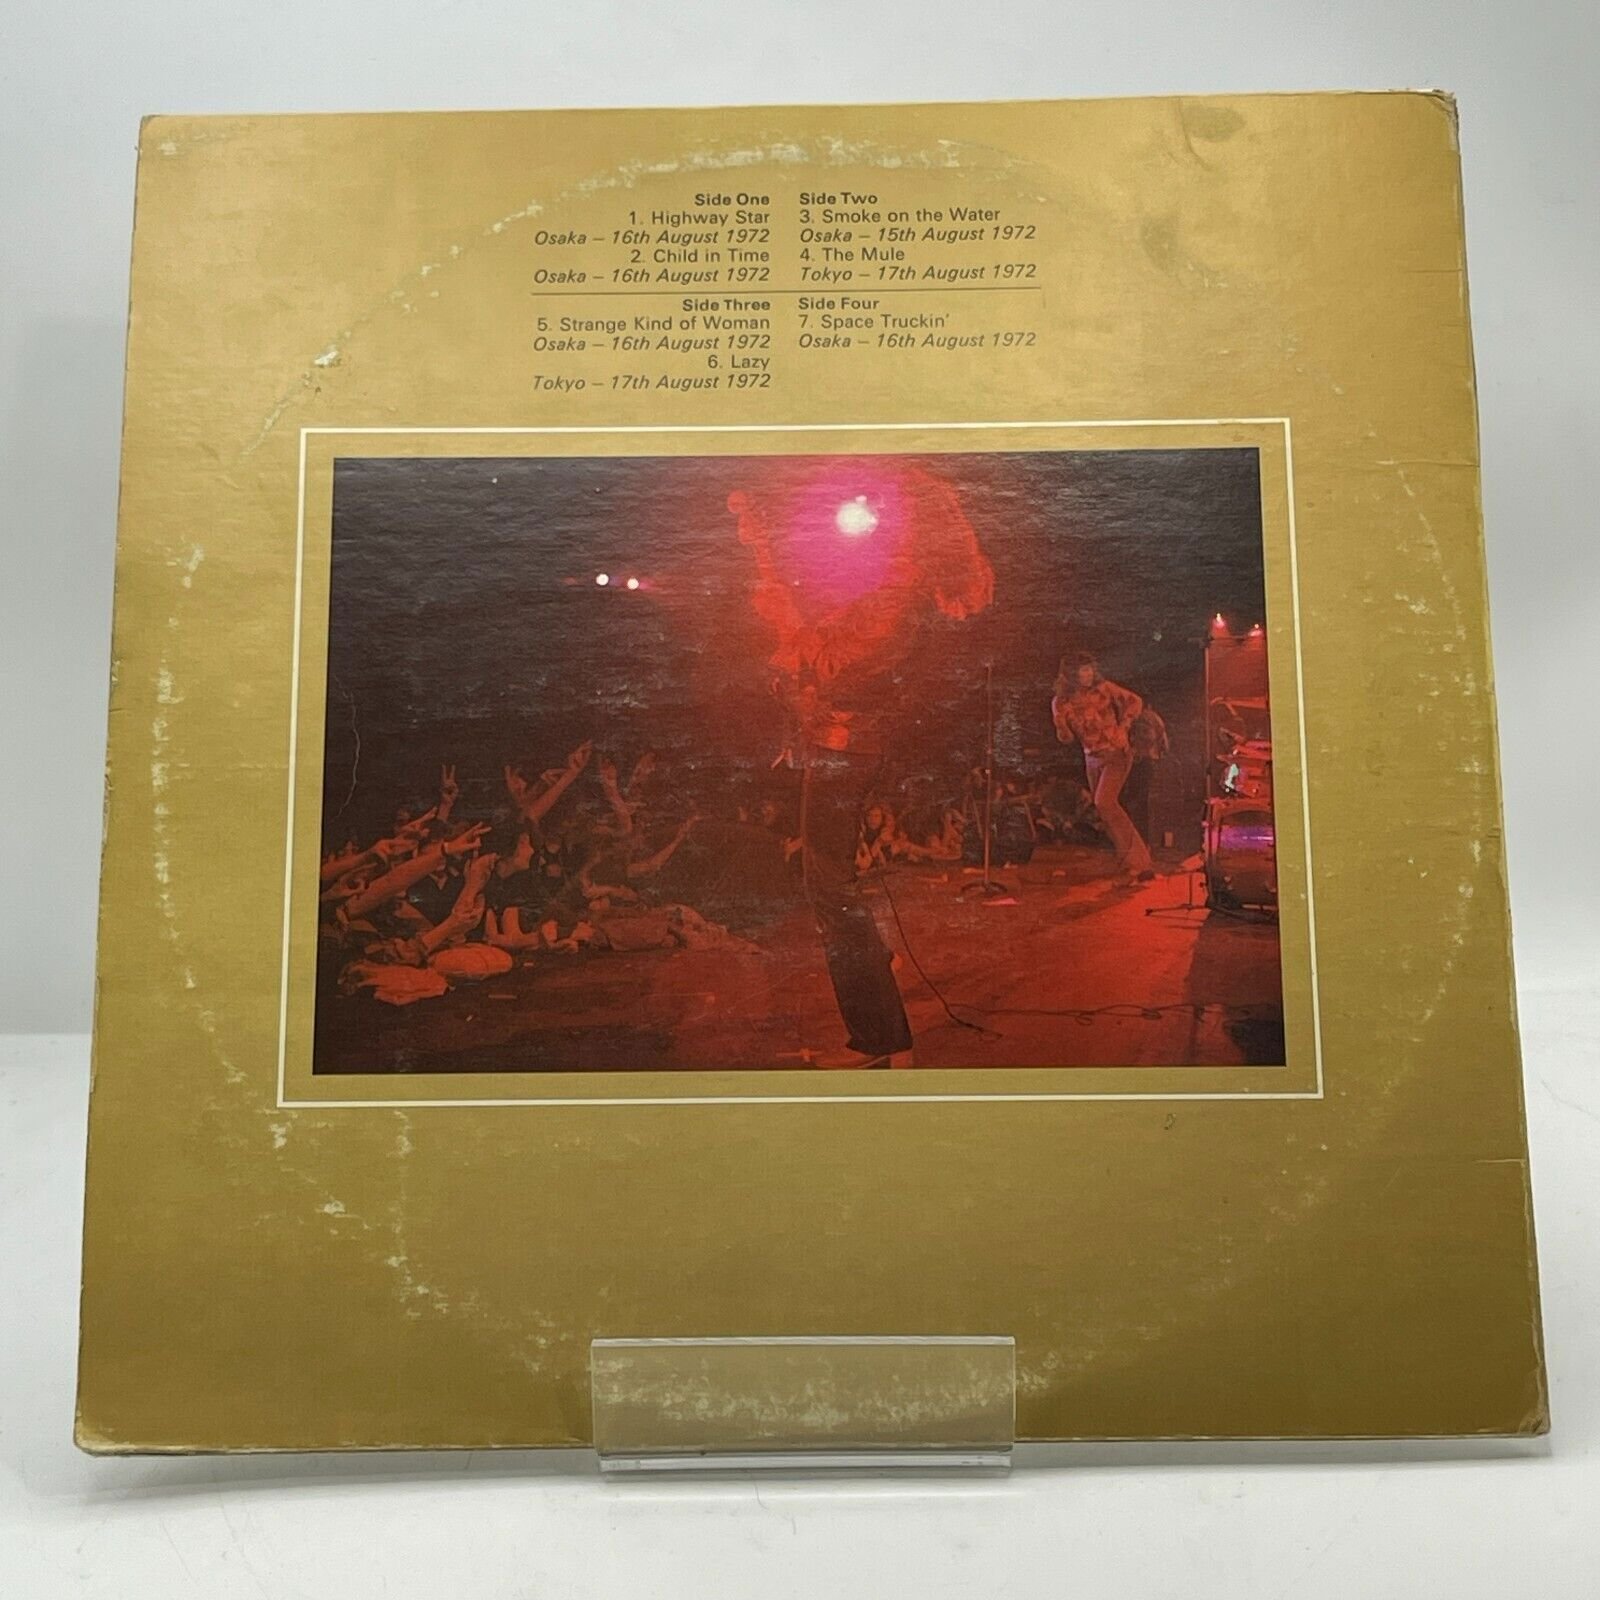 Side One
1. Highway Star
Osaka – 16th August 1972
2. Child in Time
Osaka – 16th August 1972
Side Two
3. Smoke on the Water
Osaka – 15th August 1972
4. The Mule
Tokyo – 17th August 1972
Side Three
5. Strange Kind of Woman
Osaka – 16th August 1972
6. Lazy
Tokyo – 17th August 1972
Side Four
7. Space Truckin'
Osaka – 16th August 1972